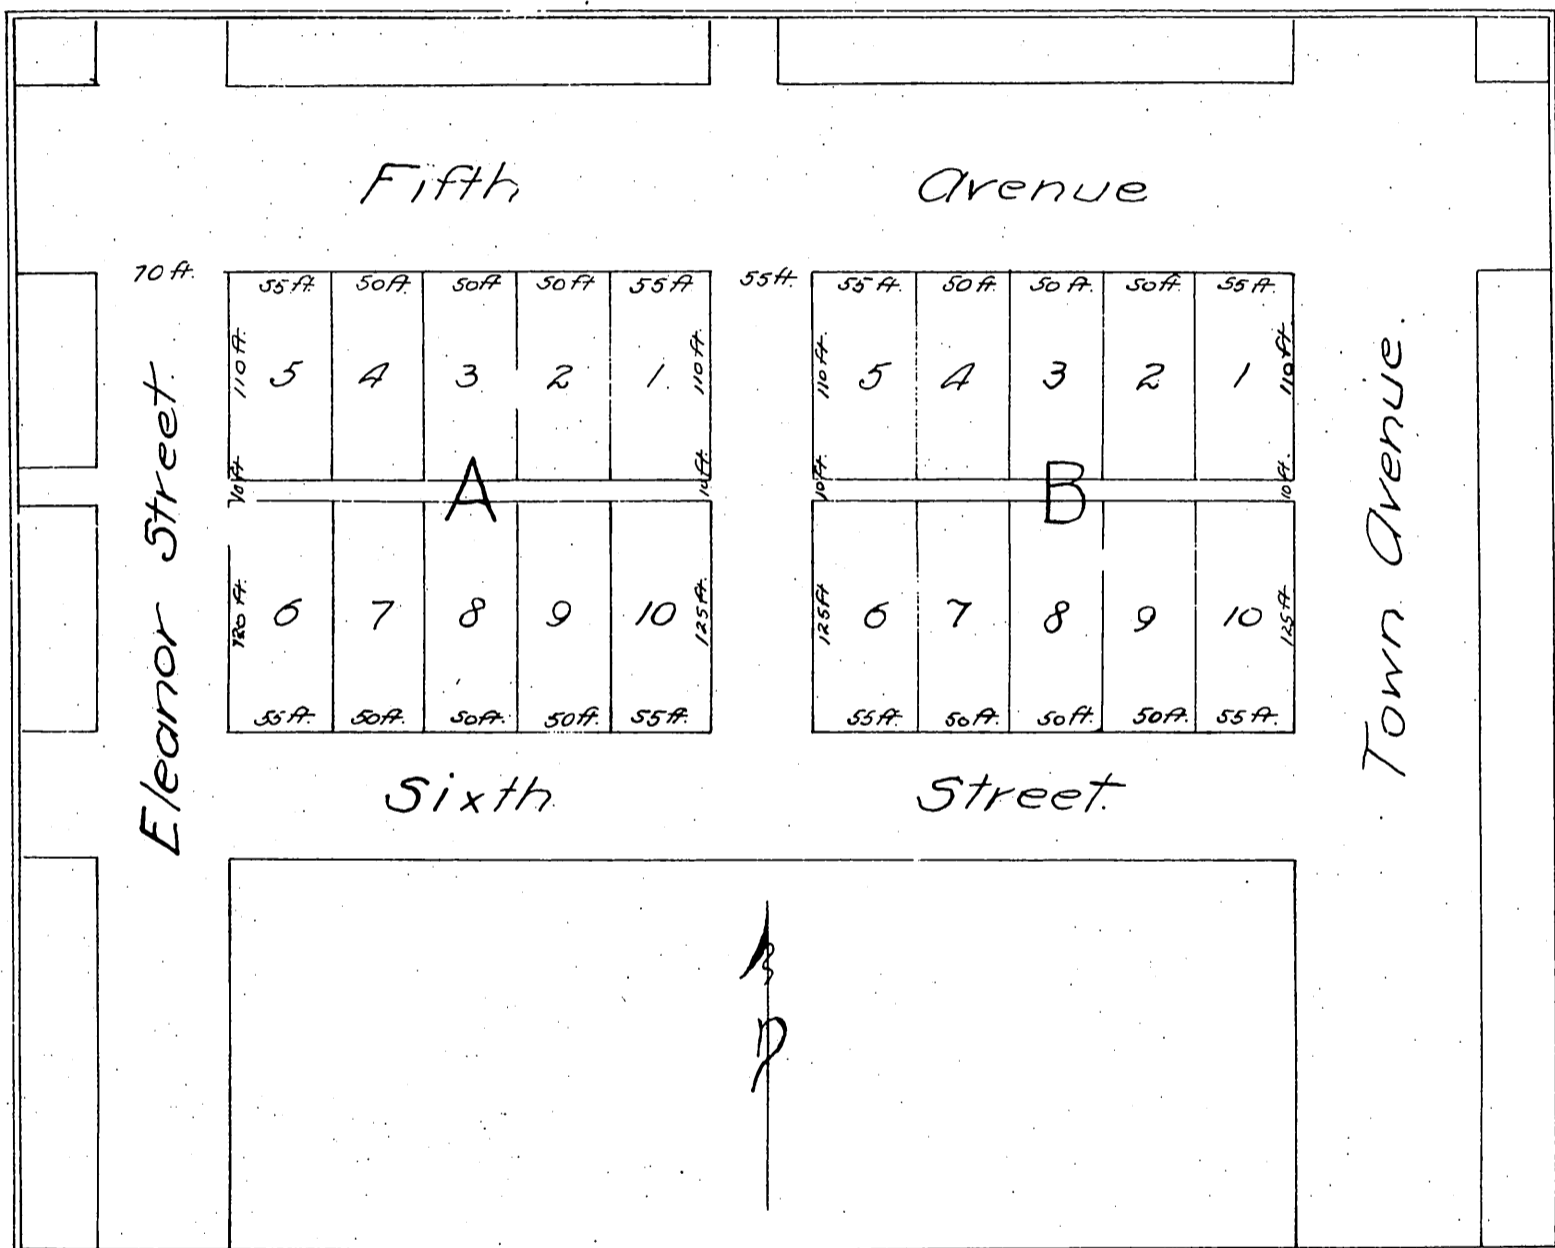 Fifth Avenue
70 ft. 55 ft. 50 ft. 50 ft 50 ft 55 ft 55 ft. 55 ft. 50 ft. 50 ft. 50 ft. 55 ft.
110 ft. 5 4 3 2 1. 110 ft. 110 ft. 5 4 3 2 1 110 ft.
10 ft. A 10 ft. 10 ft. B 10 ft.
120 ft. 6 7 8 9 10 125 ft. 125 ft 6 7 8 9 10 125 ft
55 ft. 50 ft. 50 ft. 50 ft. 55 ft. 55 ft. 50 ft. 50 ft. 50 ft. 55 ft.
Eleanor Street.
Town Avenue.
Sixth Street.